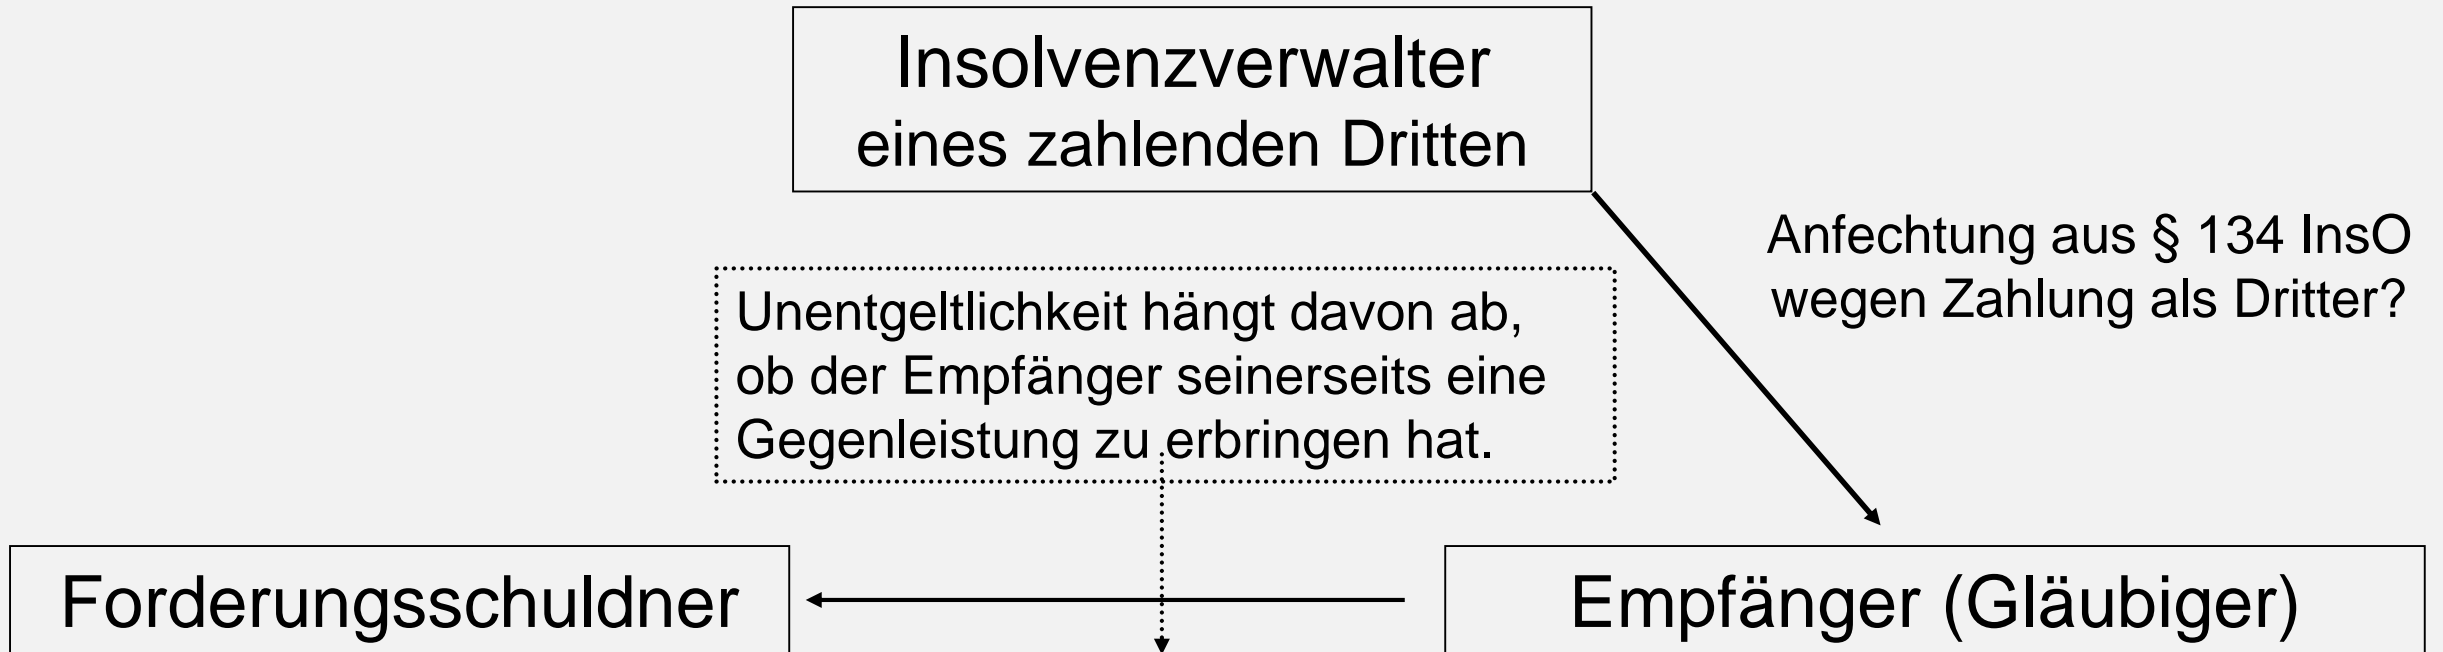 Insolvenzverwalter
eines zahlenden Dritten
Anfechtung aus § 134 InsO
wegen Zahlung als Dritter?
Unentgeltlichkeit hängt davon ab,
ob der Empfänger seinerseits eine
Gegenleistung zu erbringen hat.
Forderungsschuldner
Empfänger (Gläubiger)